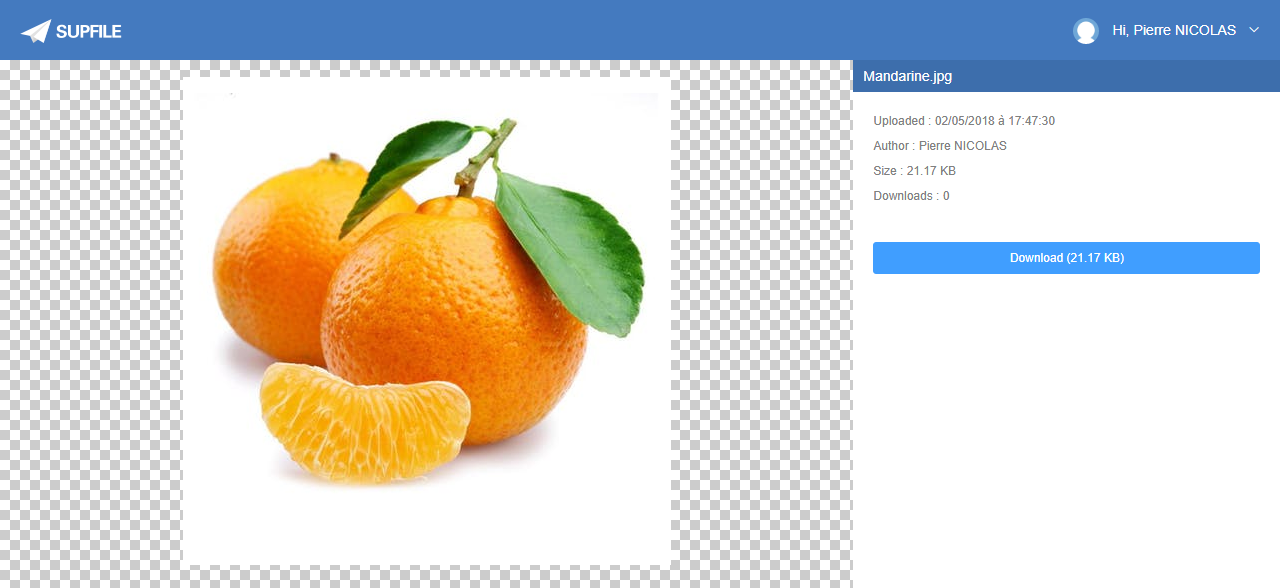 SUPFILE
Hi, Pierre NICOLAS
Mandarine.jpg
Uploaded : 02/05/2018 à 17:47:30
Author : Pierre NICOLAS
Size : 21.17 KB
Downloads : 0
Download (21.17 KB)